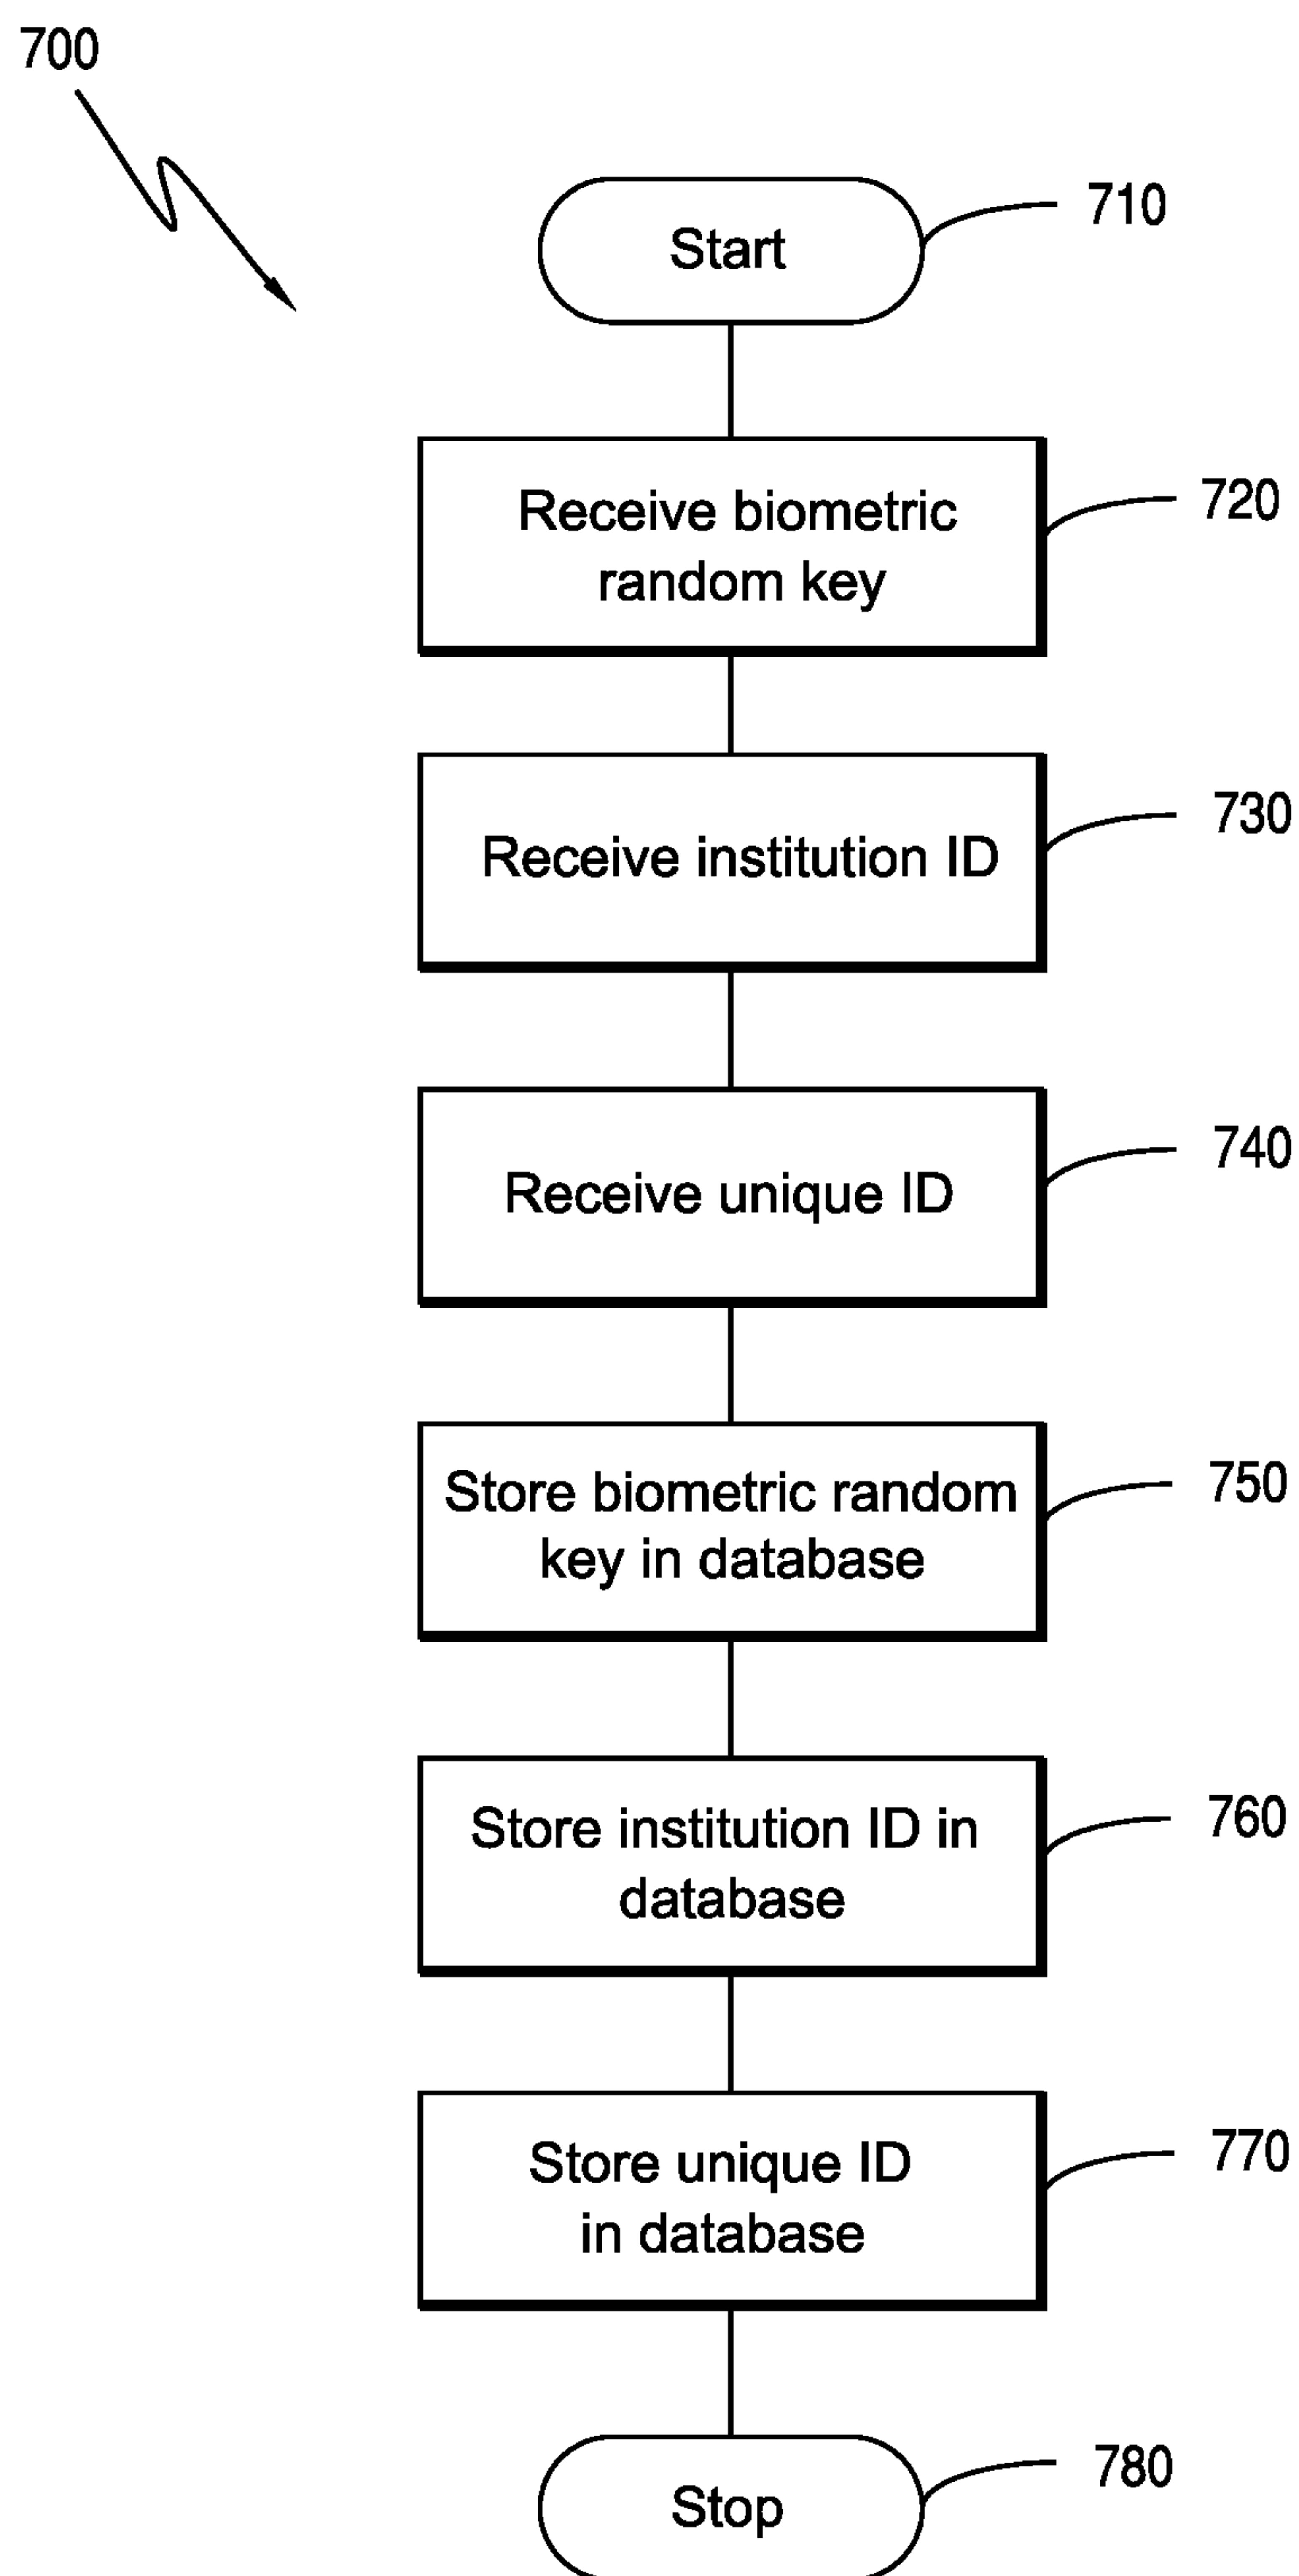 700
Start
710
Receive biometric
random key
720
Receive institution ID
730
Receive unique ID
740
Store biometric random
key in database
750
Store institution ID in
database
760
Store unique ID
in database
770
Stop
780